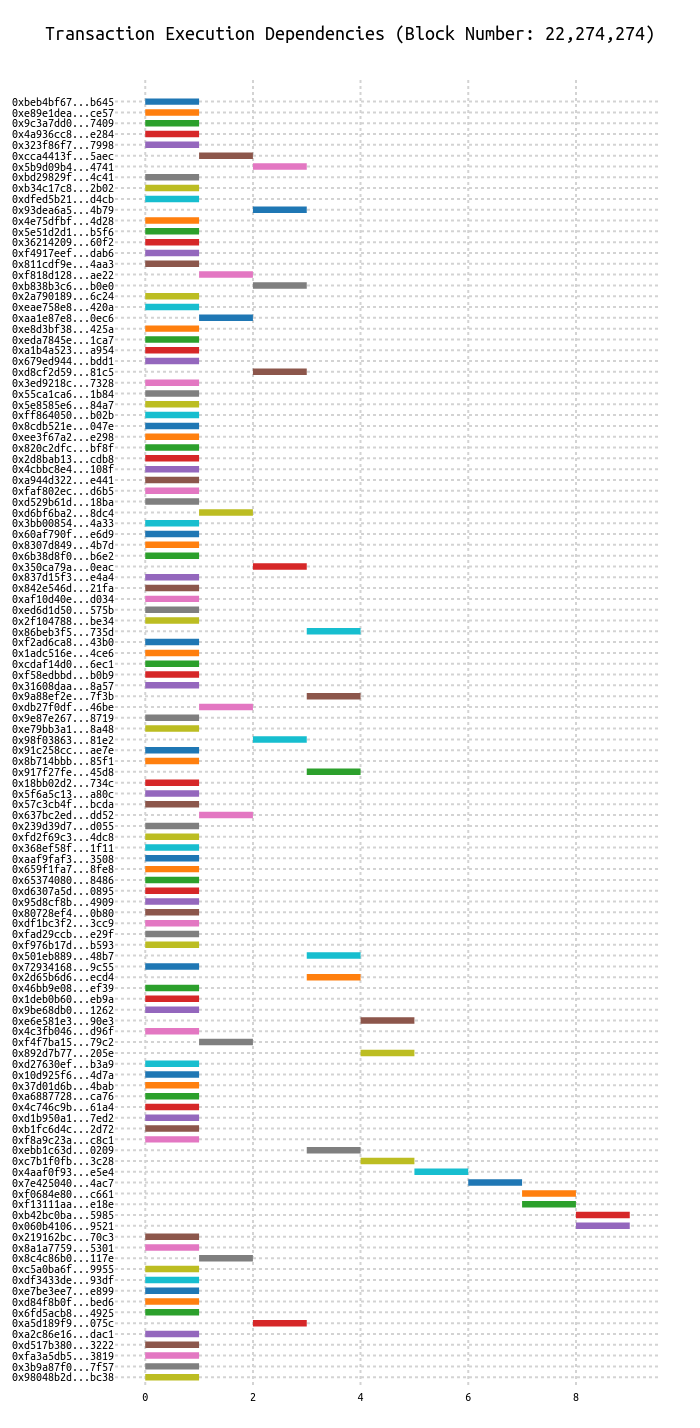 Transaction Execution Dependencies (Block Number: 22,274,274)
0xbeb4bf67...b645
0xe89e1dea...ce57
0x9c3a7dd0...7409
0x4a936cc8...e284
0x323f86f7...7998
0xcca4413f...5aec
0x5b9d09b4...4741
0xbd29829f...4c41
0xb34c17c8...2b02
0xdfed5b21...d4cb
0x93dea6a5...4b79
0x4e75dfbf...4d28
0x5e51d2d1...b5f6
0x36214209...60f2
0xf4917eef...dab6
0x811cdf9e...4aa3
0xf818d128...ae22
0xb838b3c6...b0e0
0x2a790189...6c24
0xeae758e8...420a
0xaa1e87e8...0ec6
0xe8d3bf38...425a
0xeda7845e...1ca7
0xa1b4a523...a954
0x679ed944...bdd1
0xd8cf2d59...81c5
0x3ed9218c...7328
0x55ca1ca6...1b84
0x5e8585e6...84a7
0xff864050...b02b
0x8cdb521e...047e
0xee3f67a2...e298
0x820c2dfc...bf8f
0x2d8bab13...cdb8
0x4cbbc8e4...108f
0xa944d322...e441
0xfaf802ec...d6b5
0xd529b61d...18ba
0xd6bf6ba2...8dc4
0x3bb00854...4a33
0x60af790f...e6d9
0x8307d849...4b7d
0x6b38d8f0...b6e2
0x350ca79a...0eac
0x837d15f3...e4a4
0x842e546d...21fa
0xaf10d40e...d034
0xed6d1d50...575b
0x2f104788...be34
0x86beb3f5...735d
0xf2ad6ca8...43b0
0x1adc516e...4ce6
0xcdaf14d0...6ec1
0xf58edbbd...b0b9
0x31608daa...8a57
0x9a88ef2e...7f3b
0xdb27f0df...46be
0x9e87e267...8719
0xe79bb3a1...8a48
0x98f03863...81e2
0x91c258cc...ae7e
0x8b714bbb...85f1
0x917f27fe...45d8
0x18bb02d2...734c
0x5f6a5c13...a80c
0x57c3cb4f...bcda
0x637bc2ed...dd52
0x239d39d7...d055
0xfd2f69c3...4dc8
0x368ef58f...1f11
0xaaf9faf3...3508
0x659f1fa7...8fe8
0x65374080...8486
0xd6307a5d...0895
0x95d8cf8b...4909
0x80728ef4...0b80
0xdf1bc3f2...3cc9
0xfad29ccb...e29f
0xf976b17d...b593
0x501eb889...48b7
0x72934168...9c55
0x2d65b6d6...ecd4
0x46bb9e08...ef39
0x1deb0b60...eb9a
0x9be68db0...1262
0xe6e581e3...90e3
0x4c3fb046...d96f
0xf4f7ba15...79c2
0x892d7b77...205e
0xd27630ef...b3a9
0x10d925f6...4d7a
0x37d01d6b...4bab
0xa6887728...ca76
0x4c746c9b...61a4
0xd1b950a1...7ed2
0xb1fc6d4c...2d72
0xf8a9c23a...c8c1
0xebb1c63d...0209
0xc7b1f0fb...3c28
0x4aaf0f93...e5e4
0x7e425040...4ac7
0xf0684e80...c661
0xf13111aa...e18e
0xb42bc0ba...5985
0x060b4106...9521
0x219162bc...70c3
0x8a1a7759...5301
0x8c4c86b0...117e
0xc5a0ba6f...9955
0xdf3433de...93df
0xe7be3ee7...e899
0xd84f8b0f...bed6
0x6fd5acb8...4925
0xa5d189f9...075c
0xa2c86e16...dac1
0xd517b380...3222
0xfa3a5db5...3819
0x3b9a87f0...7f57
0x98048b2d...bc38
0 2 4 6 8